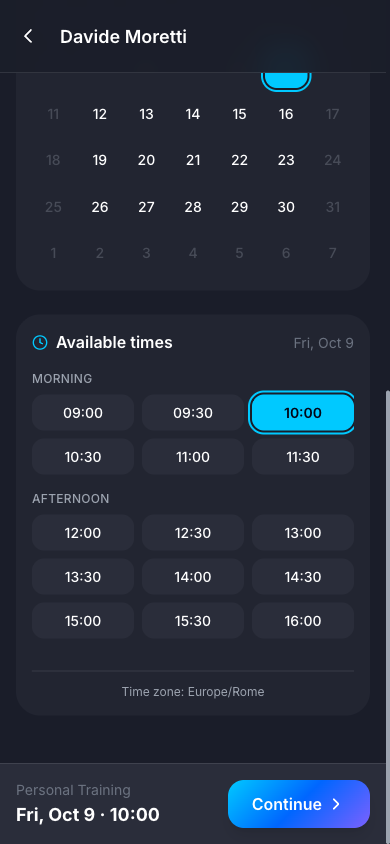 Davide Moretti
11 12 13 14 15 16 17
18 19 20 21 22 23 24
25 26 27 28 29 30 31
1 2 3 4 5 6 7
Available times Fri, Oct 9
MORNING
09:00 09:30 10:00
10:30 11:00 11:30
AFTERNOON
12:00 12:30 13:00
13:30 14:00 14:30
15:00 15:30 16:00
Time zone: Europe/Rome
Personal Training
Fri, Oct 9 · 10:00
Continue